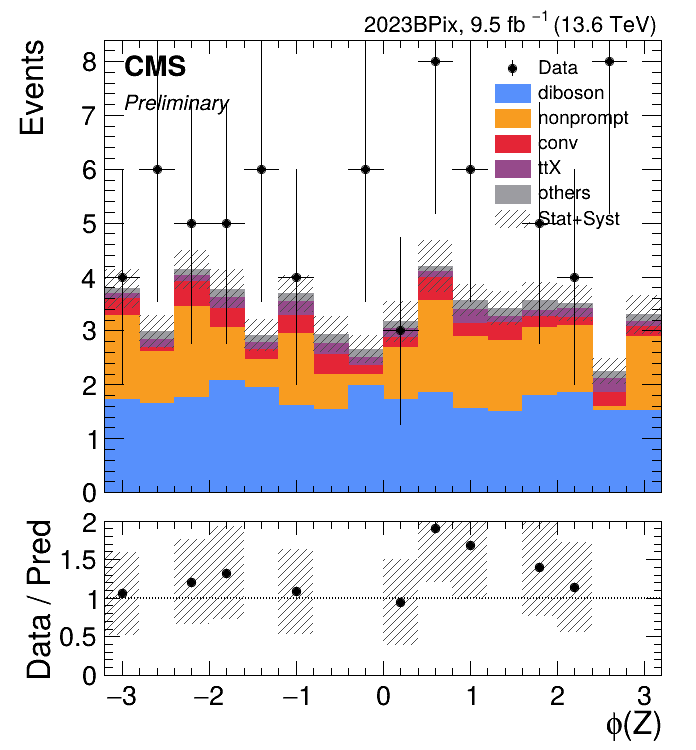 2023BPix, 9.5 fb⁻¹ (13.6 TeV)
Events
CMS
Preliminary
Data
diboson
nonprompt
conv
ttX
others
Stat+Syst
8
7
6
5
4
3
2
1
0
Data / Pred
2
1.5
1
0.5
0
−3 −2 −1 0 1 2 3
ϕ(Z)